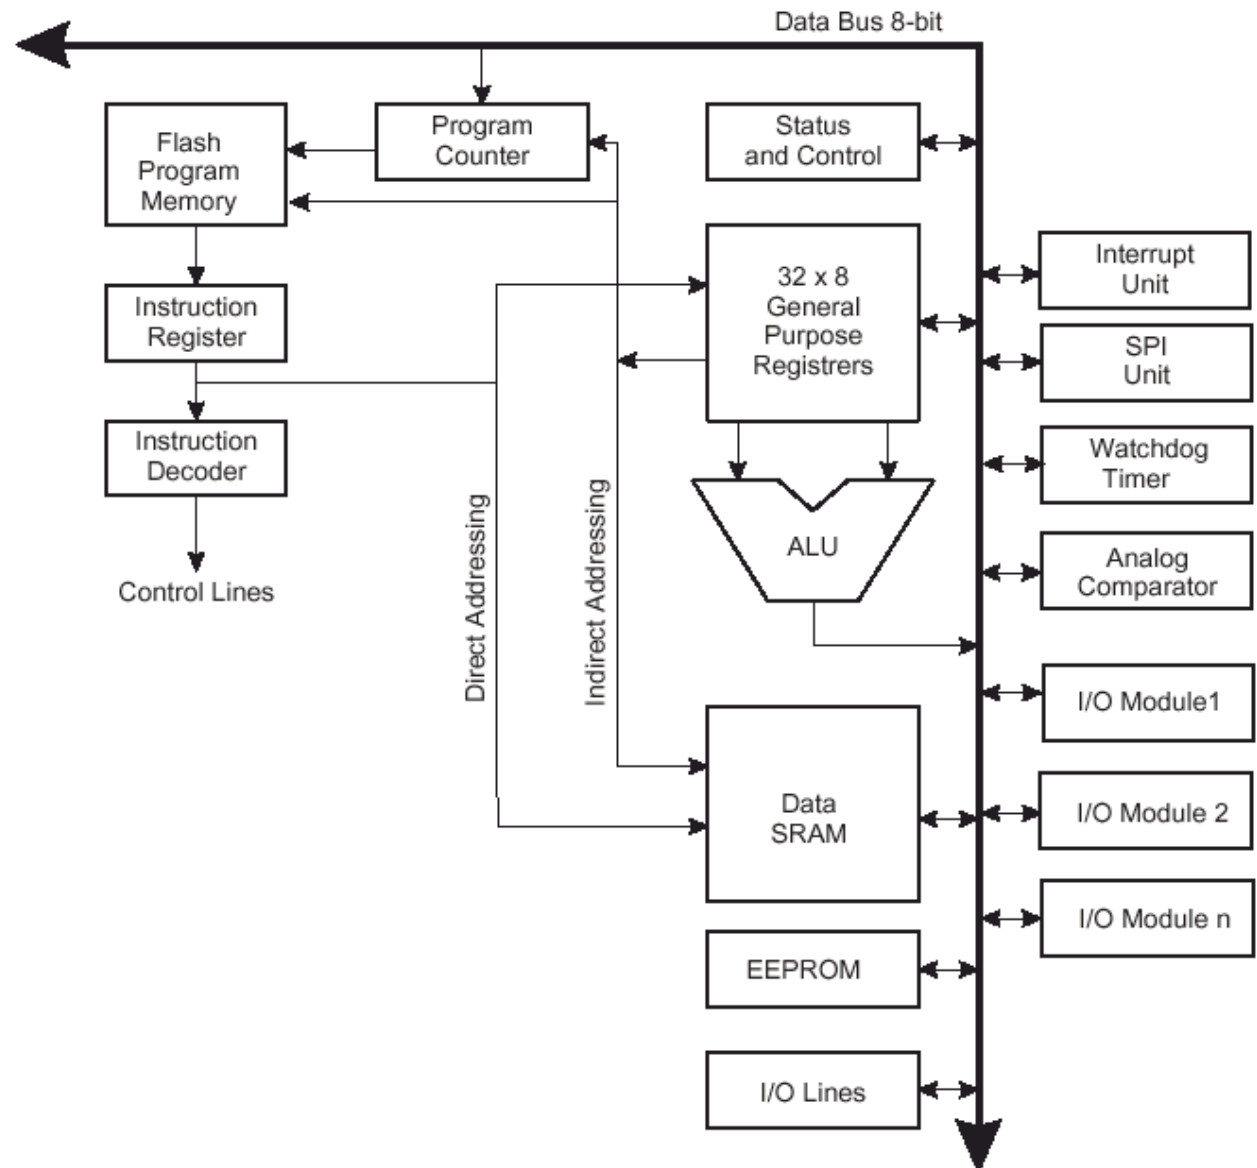 Data Bus 8-bit
Flash
Program
Memory
Program
Counter
Status
and Control
Instruction
Register
32 x 8
General
Purpose
Registrers
Interrupt
Unit
SPI
Unit
Instruction
Decoder
Watchdog
Timer
Control Lines
Direct Addressing
Indirect Addressing
ALU
Analog
Comparator
I/O Module1
Data
SRAM
I/O Module 2
I/O Module n
EEPROM
I/O Lines